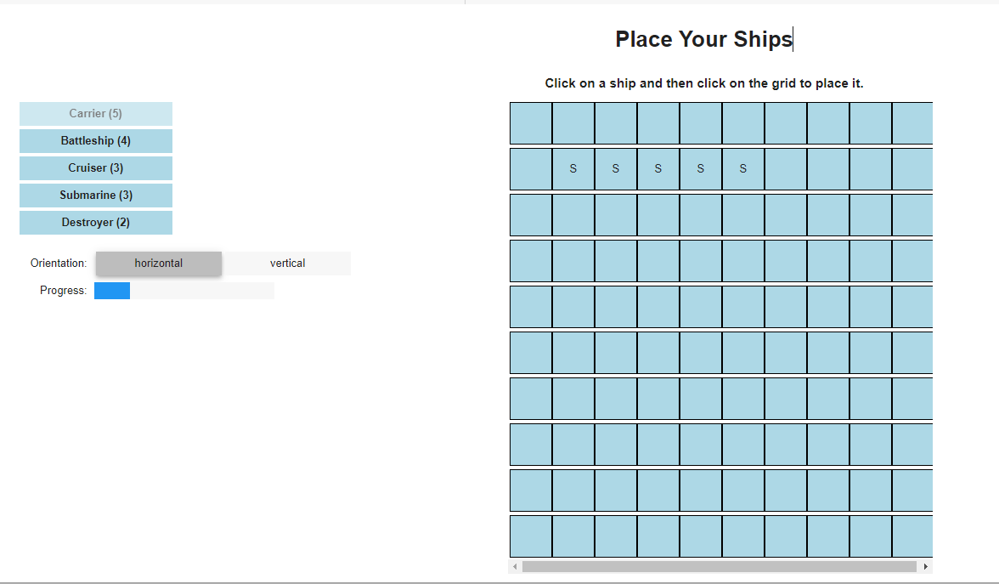 Place Your Ships
Click on a ship and then click on the grid to place it.
Carrier (5)
Battleship (4)
Cruiser (3)
Submarine (3)
Destroyer (2)
Orientation: horizontal vertical
Progress:
S S S S S